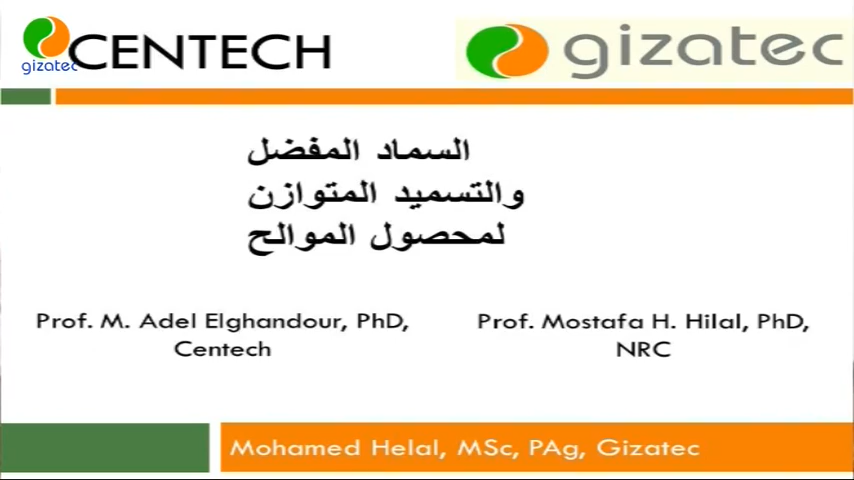 gizatec
CENTECH
gizatec
السماد المفضل
والتسميد المتوازن
لمحصول الموالح
Prof. M. Adel Elghandour, PhD,
Centech
Prof. Mostafa H. Hilal, PhD,
NRC
Mohamed Helal, MSc, PAg, Gizatec